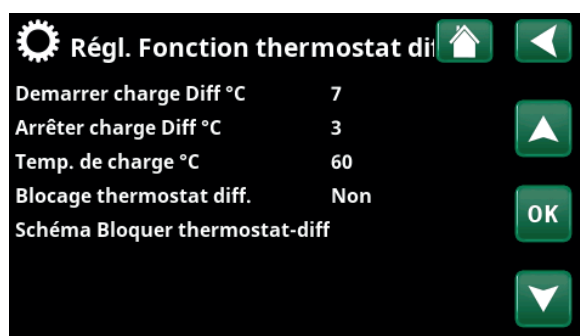 Régl. Fonction thermostat dif
Demarrer charge Diff °C 7
Arrêter charge Diff °C 3
Temp. de charge °C 60
Blocage thermostat diff. Non
Schéma Bloquer thermostat-diff
OK